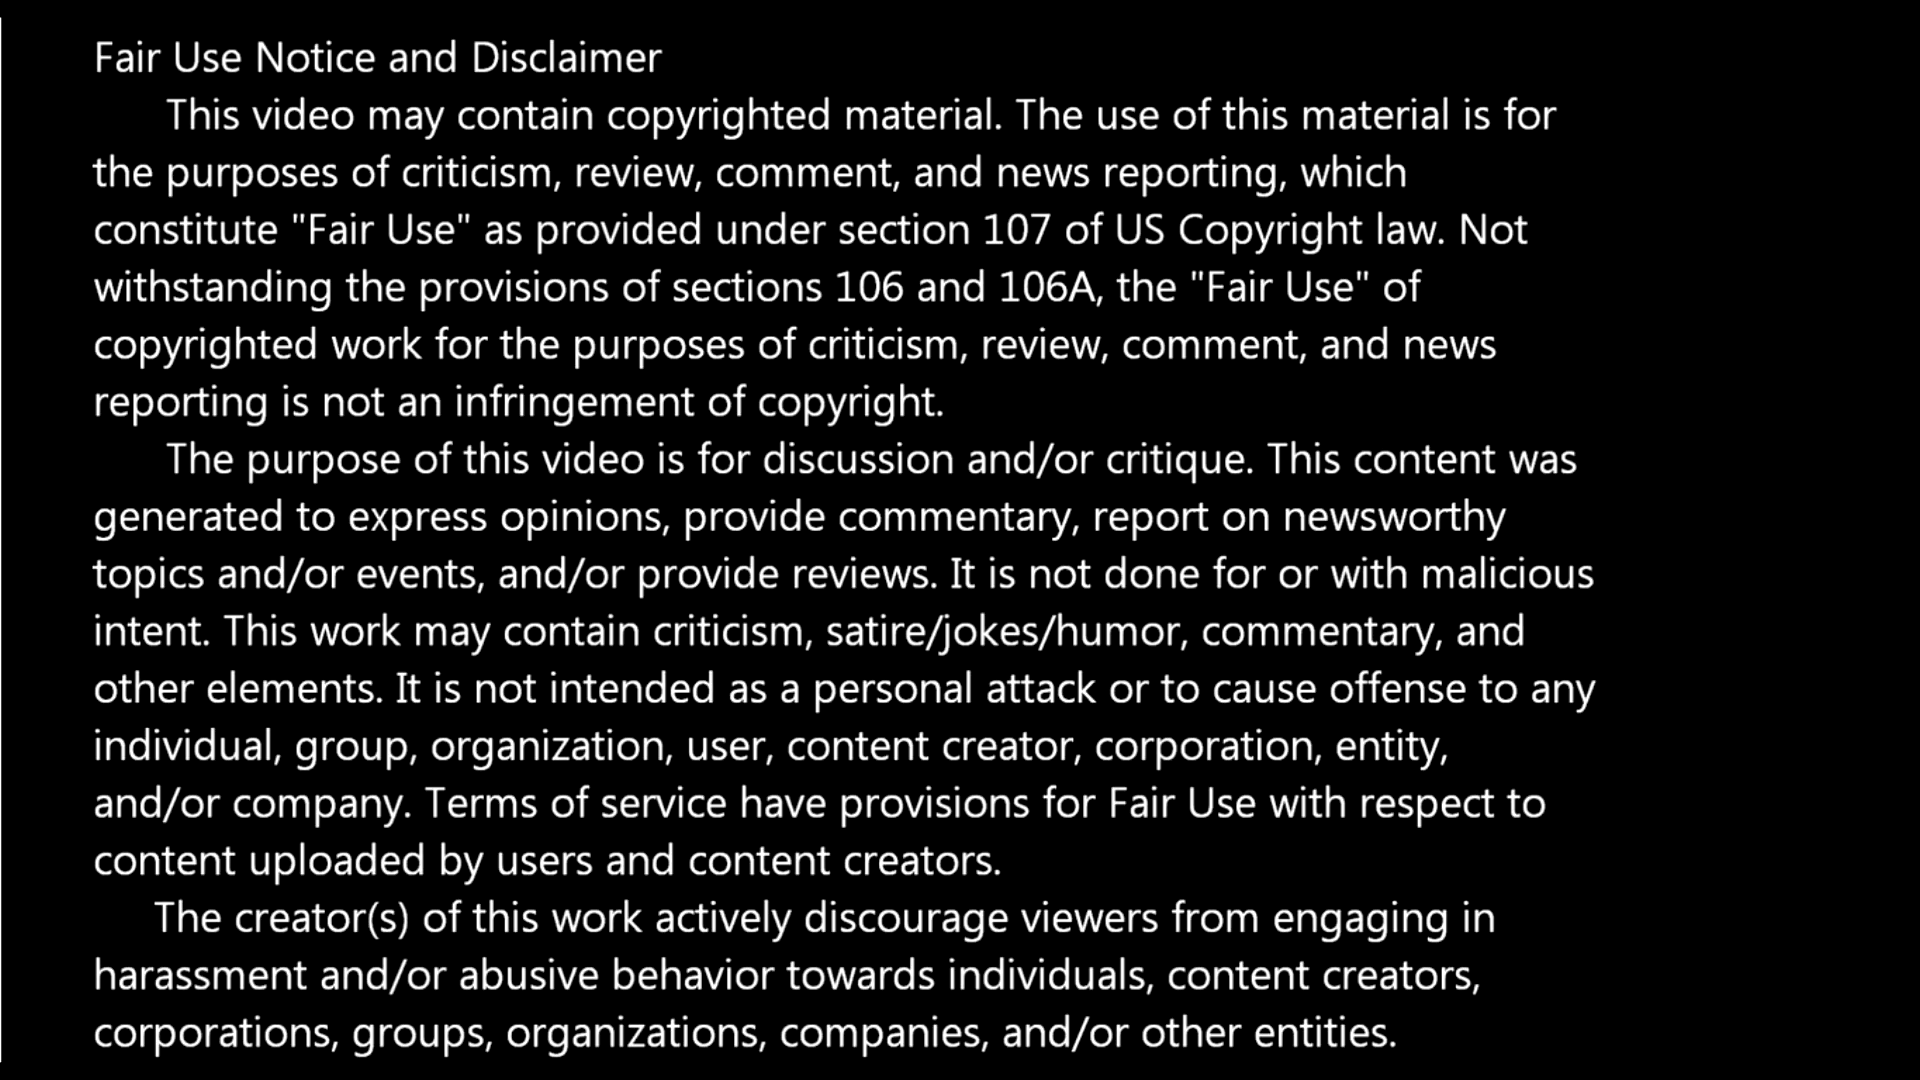 Fair Use Notice and Disclaimer
This video may contain copyrighted material. The use of this material is for
the purposes of criticism, review, comment, and news reporting, which
constitute "Fair Use" as provided under section 107 of US Copyright law. Not
withstanding the provisions of sections 106 and 106A, the "Fair Use" of
copyrighted work for the purposes of criticism, review, comment, and news
reporting is not an infringement of copyright.
The purpose of this video is for discussion and/or critique. This content was
generated to express opinions, provide commentary, report on newsworthy
topics and/or events, and/or provide reviews. It is not done for or with malicious
intent. This work may contain criticism, satire/jokes/humor, commentary, and
other elements. It is not intended as a personal attack or to cause offense to any
individual, group, organization, user, content creator, corporation, entity,
and/or company. Terms of service have provisions for Fair Use with respect to
content uploaded by users and content creators.
The creator(s) of this work actively discourage viewers from engaging in
harassment and/or abusive behavior towards individuals, content creators,
corporations, groups, organizations, companies, and/or other entities.